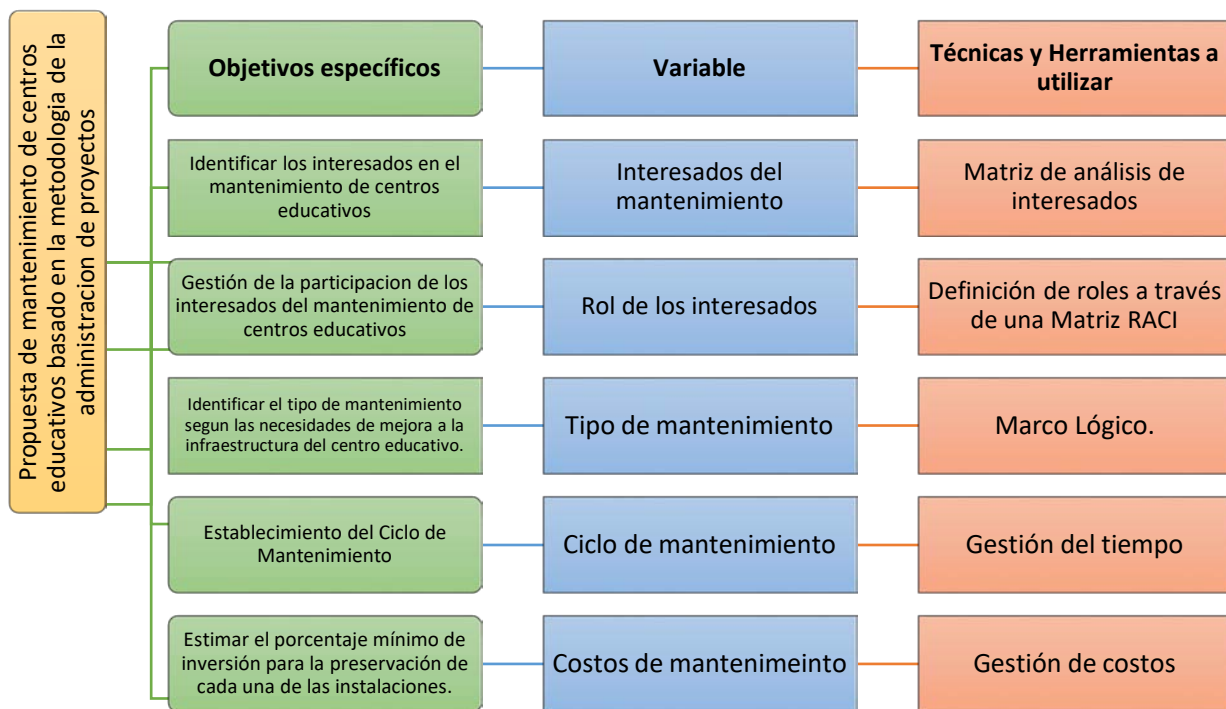 Propuesta de mantenimiento de centros
educativos basado en la metodologia de la
administracion de proyectos
Objetivos específicos
Variable
Técnicas y Herramientas a
utilizar
Identificar los interesados en el
mantenimiento de centros
educativos
Interesados del
mantenimiento
Matriz de análisis de
interesados
Gestión de la participacion de los
interesados del mantenimiento de
centros educativos
Rol de los interesados
Definición de roles a través
de una Matriz RACI
Identificar el tipo de mantenimiento
segun las necesidades de mejora a la
infraestructura del centro educativo.
Tipo de mantenimiento
Marco Lógico.
Establecimiento del Ciclo de
Mantenimiento
Ciclo de mantenimiento
Gestión del tiempo
Estimar el porcentaje mínimo de
inversión para la preservación de
cada una de las instalaciones.
Costos de mantenimeinto
Gestión de costos